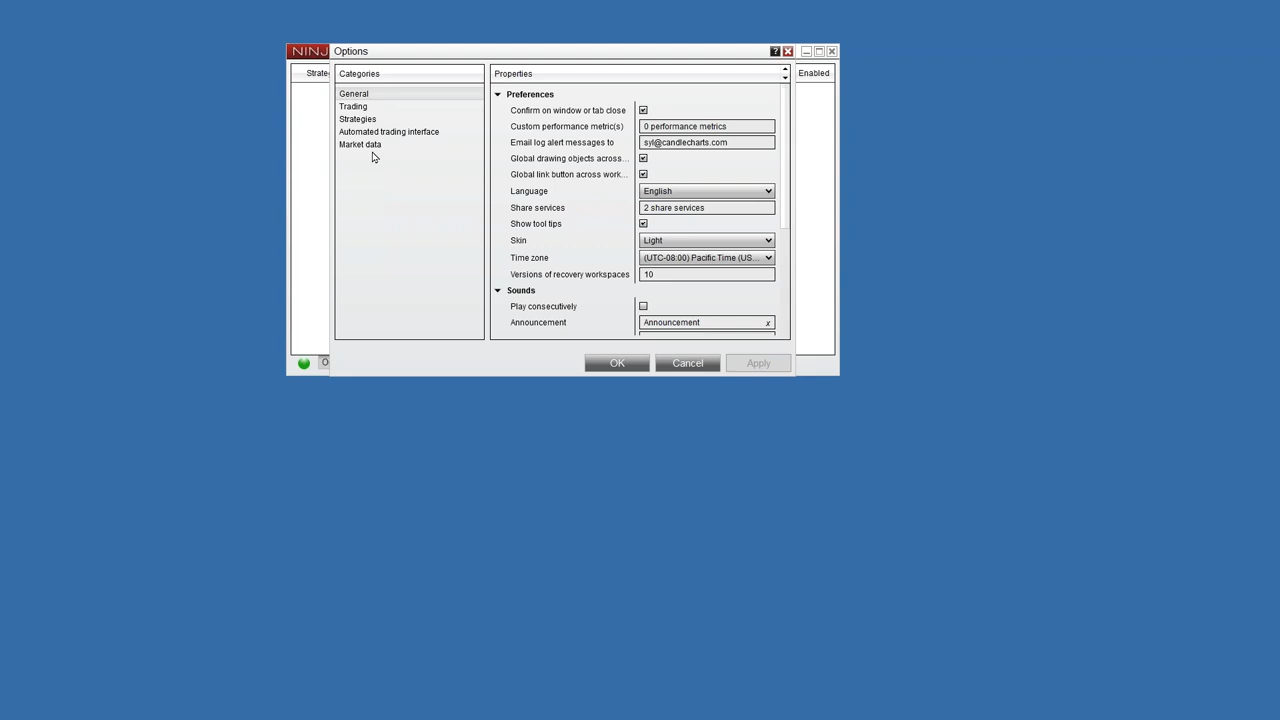 NINJ
Options
?
Strate
Categories
Properties
Enabled
General
Trading
Strategies
Automated trading interface
Market data
Preferences
Confirm on window or tab close
Custom performance metric(s) 0 performance metrics
Email log alert messages to syl@candlecharts.com
Global drawing objects across...
Global link button across work...
Language English
Share services 2 share services
Show tool tips
Skin Light
Time zone (UTC-08:00) Pacific Time (US...
Versions of recovery workspaces 10
Sounds
Play consecutively
Announcement Announcement x
O
OK Cancel Apply